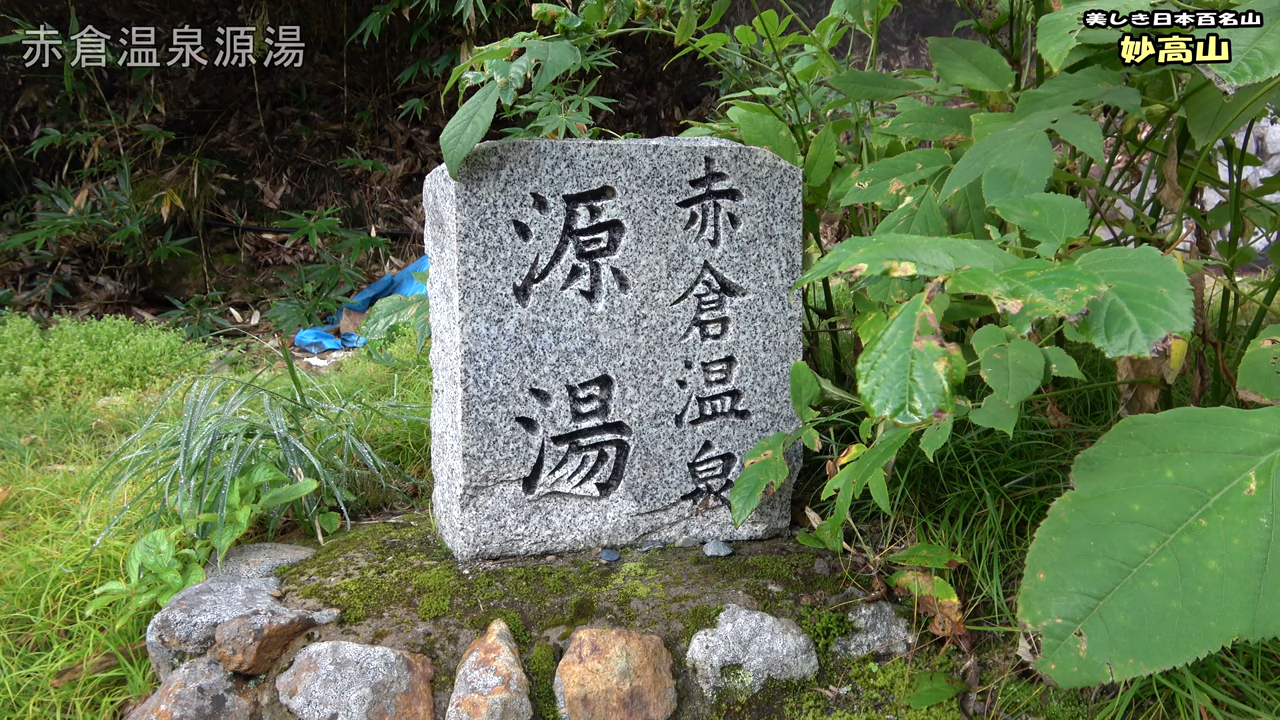 赤倉温泉源湯
美しき日本百名山
妙高山
赤倉温泉
源湯